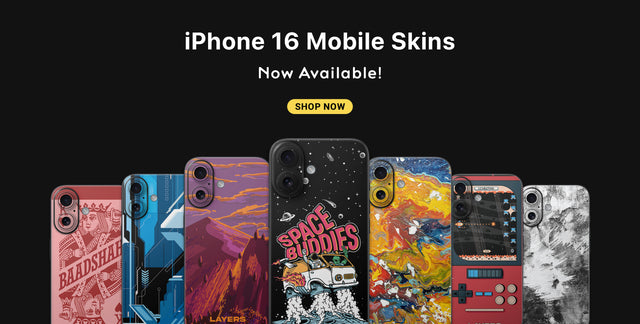 iPhone 16 Mobile Skins
Now Available!
SHOP NOW
BAADSHAH
SPACE
BUDDIES
LAYERS